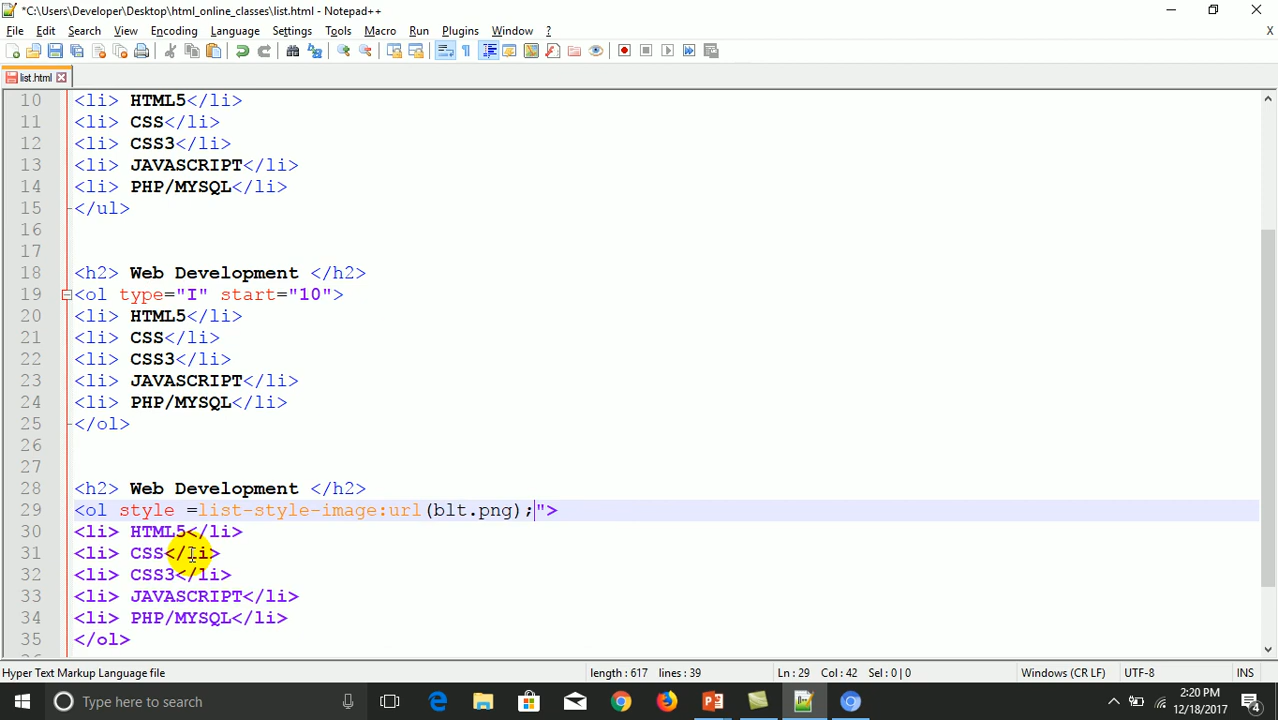 *C:\Users\Developer\Desktop\html_online_classes\list.html - Notepad++
File Edit Search View Encoding Language Settings Tools Macro Run Plugins Window ?
X
list.html
10 <li> HTML5</li>
11 <li> CSS</li>
12 <li> CSS3</li>
13 <li> JAVASCRIPT</li>
14 <li> PHP/MYSQL</li>
15 </ul>
16
17
18 <h2> Web Development </h2>
19 <ol type="I" start="10">
20 <li> HTML5</li>
21 <li> CSS</li>
22 <li> CSS3</li>
23 <li> JAVASCRIPT</li>
24 <li> PHP/MYSQL</li>
25 </ol>
26
27
28 <h2> Web Development </h2>
29 <ol style =list-style-image:url(blt.png);">
30 <li> HTML5</li>
31 <li> CSS</li>
32 <li> CSS3</li>
33 <li> JAVASCRIPT</li>
34 <li> PHP/MYSQL</li>
35 </ol>
Hyper Text Markup Language file length : 617 lines : 39 Ln : 29 Col : 42 Sel : 0 | 0 Windows (CR LF) UTF-8 INS
Type here to search
2:20 PM
12/18/2017
4